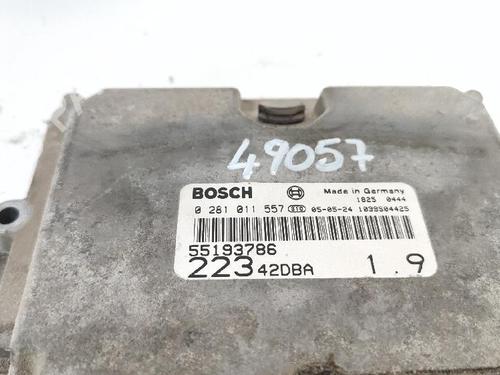 49057
BOSCH Made in Germany
1825 0444
0 281 011 557 05-05-24 1039S04425
55193786
223 42DBA 1.9